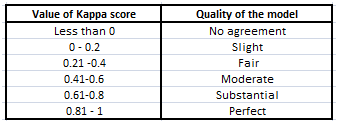 Value of Kappa score Quality of the model
Less than 0 No agreement
0 - 0.2 Slight
0.21 -0.4 Fair
0.41-0.6 Moderate
0.61-0.8 Substantial
0.81 - 1 Perfect